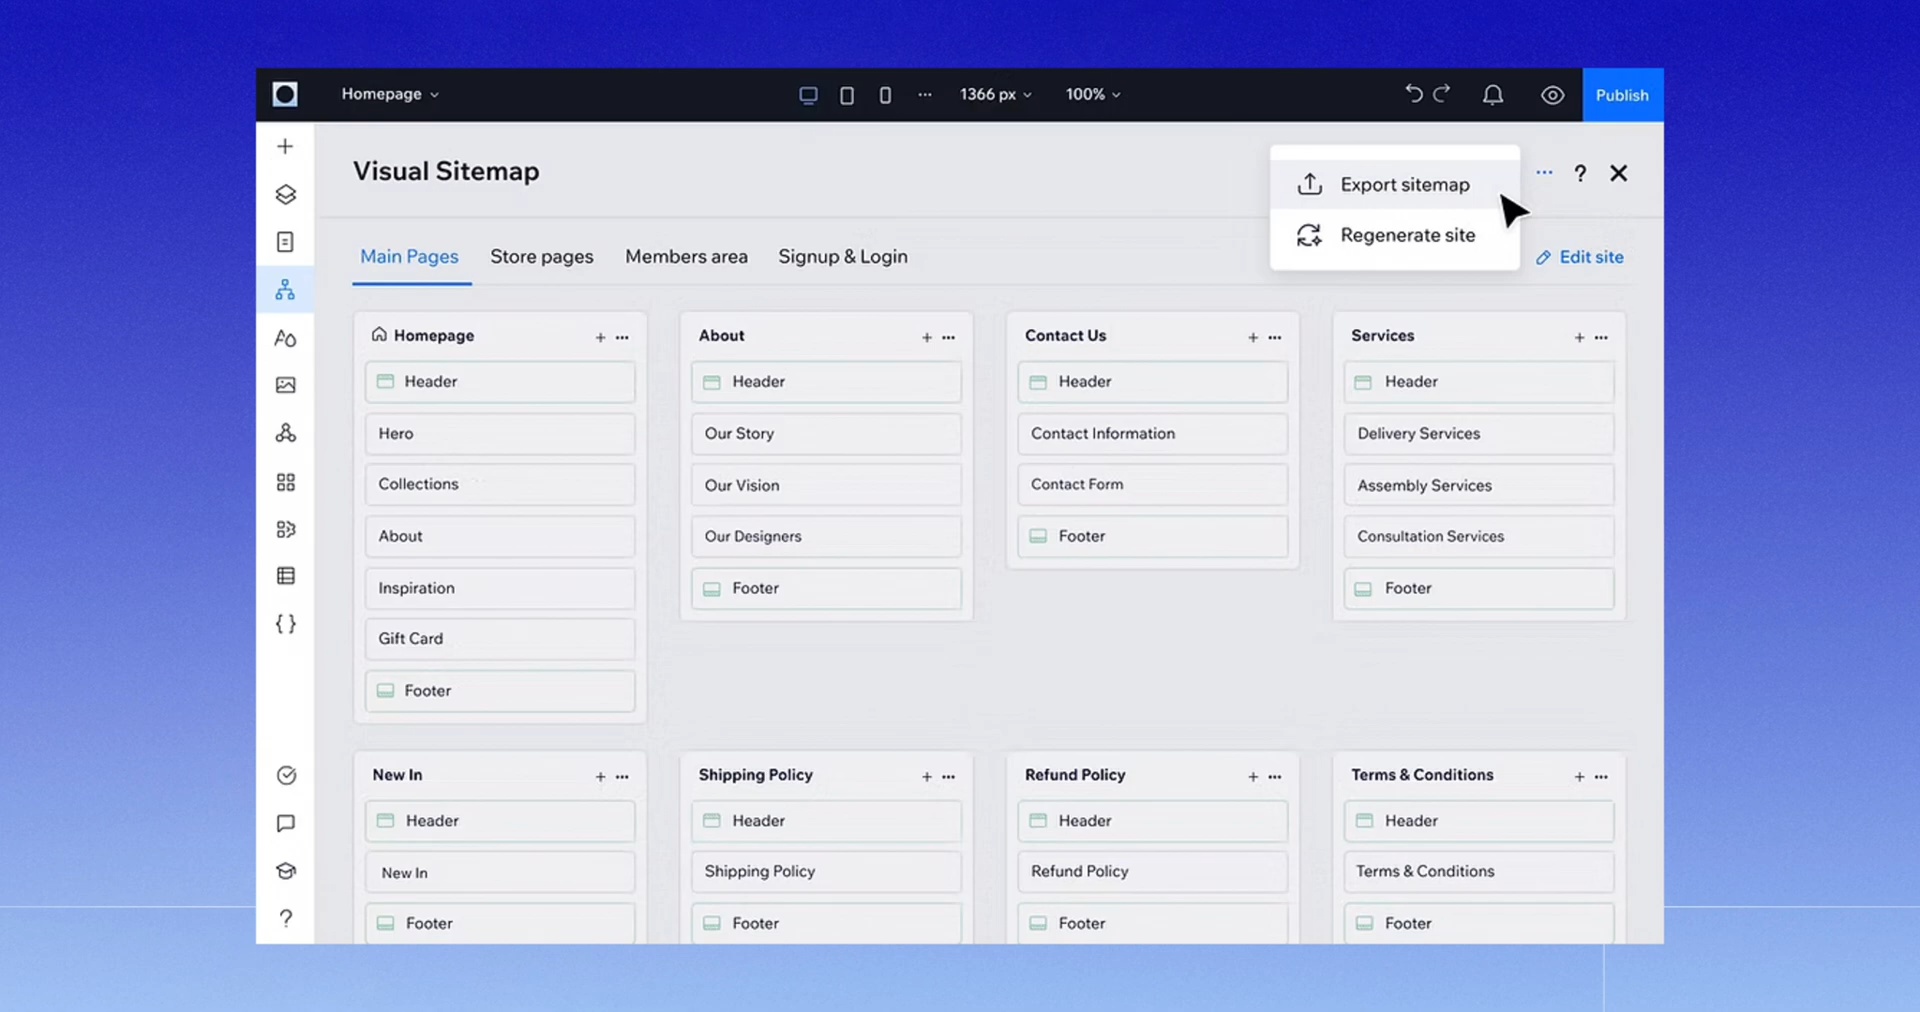 Homepage
1366 px
100%
Publish
Visual Sitemap
Export sitemap
Regenerate site
Main Pages
Store pages
Members area
Signup & Login
Edit site
Homepage
Header
Hero
Collections
About
Inspiration
Gift Card
Footer
About
Header
Our Story
Our Vision
Our Designers
Footer
Contact Us
Header
Contact Information
Contact Form
Footer
Services
Header
Delivery Services
Assembly Services
Consultation Services
Footer
New In
Header
New In
Footer
Shipping Policy
Header
Shipping Policy
Footer
Refund Policy
Header
Refund Policy
Footer
Terms & Conditions
Header
Terms & Conditions
Footer